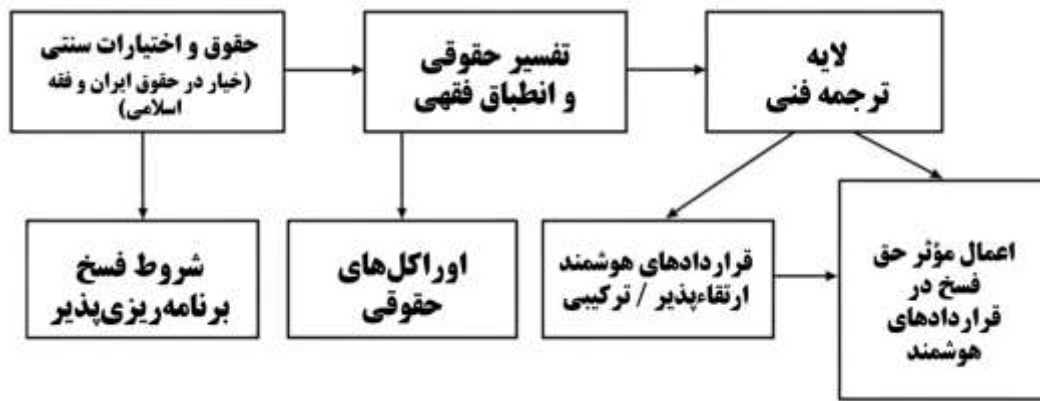 حقوق و اختیارات سنتی
(خیار در حقوق ایران و فقه
اسلامی)
تفسیر حقوقی
و انطباق فقهی
لایه
ترجمه فنی
شروط فسخ
برنامه‌ریزی‌پذیر
اوراکل‌های
حقوقی
قراردادهای هوشمند
ارتقاءپذیر / ترکیبی
اعمال مؤثر حق
فسخ در
قراردادهای
هوشمند